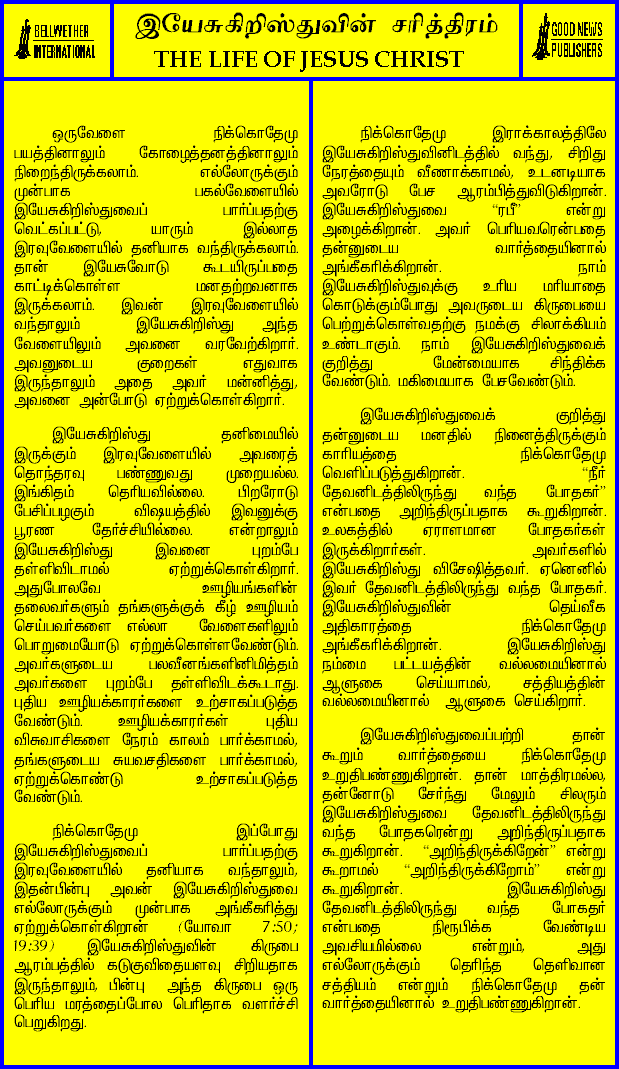 BELLWETHER
INTERNATIONAL
இயேசுகிறிஸ்துவின் சரித்திரம்
THE LIFE OF JESUS CHRIST
GOOD NEWS
PUBLISHERS
ஒருவேளை நிக்கொதேமு
பயத்தினாலும் கோழைத்தனத்தினாலும்
நிறைந்திருக்கலாம். எல்லோருக்கும்
முன்பாக பகல்வேளையில்
இயேசுகிறிஸ்துவைப் பார்ப்பதற்கு
வெட்கப்பட்டு, யாரும் இல்லாத
இரவுவேளையில் தனியாக வந்திருக்கலாம்.
தான் இயேசுவோடு கூடயிருப்பதை
காட்டிக்கொள்ள மனதற்றவனாக
இருக்கலாம். இவன் இரவுவேளையில்
வந்தாலும் இயேசுகிறிஸ்து அந்த
வேளையிலும் அவனை வரவேற்கிறார்.
அவனுடைய குறைகள் எதுவாக
இருந்தாலும் அதை அவர் மன்னித்து,
அவனை அன்போடு ஏற்றுக்கொள்கிறார்.
இயேசுகிறிஸ்து தனிமையில்
இருக்கும் இரவுவேளையில் அவரைத்
தொந்தரவு பண்ணுவது முறையல்ல.
இங்கிதம் தெரியவில்லை. பிறரோடு
பேசிப்பழகும் விஷயத்தில் இவனுக்கு
பூரண தேர்ச்சியில்லை. என்றாலும்
இயேசுகிறிஸ்து இவனை புறம்பே
தள்ளிவிடாமல் ஏற்றுக்கொள்கிறார்.
அதுபோலவே ஊழியங்களின்
தலைவர்களும் தங்களுக்குக் கீழ் ஊழியம்
செய்பவர்களை எல்லா வேளைகளிலும்
பொறுமையோடு ஏற்றுக்கொள்ளவேண்டும்.
அவர்களுடைய பலவீனங்களினிமித்தம்
அவர்களை புறம்பே தள்ளிவிடக்கூடாது.
புதிய ஊழியக்காரர்களை உற்சாகப்படுத்த
வேண்டும். ஊழியக்காரர்கள் புதிய
விசுவாசிகளை நேரம் காலம் பார்க்காமல்,
தங்களுடைய சுயவசதிகளை பார்க்காமல்,
ஏற்றுக்கொண்டு உற்சாகப்படுத்த
வேண்டும்.
நிக்கொதேமு இப்போது
இயேசுகிறிஸ்துவைப் பார்ப்பதற்கு
இரவுவேளையில் தனியாக வந்தாலும்,
இதன்பின்பு அவன் இயேசுகிறிஸ்துவை
எல்லோருக்கும் முன்பாக அங்கீகரித்து
ஏற்றுக்கொள்கிறான் (யோவா 7:50;
19:39) இயேசுகிறிஸ்துவின் கிருபை
ஆரம்பத்தில் கடுகுவிதையளவு சிறியதாக
இருந்தாலும், பின்பு அந்த கிருபை ஒரு
பெரிய மரத்தைப்போல பெரிதாக வளர்ச்சி
பெறுகிறது.
நிக்கொதேமு இராக்காலத்திலே
இயேசுகிறிஸ்துவினிடத்தில் வந்து, சிறிது
நேரத்தையும் வீணாக்காமல், உடனடியாக
அவரோடு பேச ஆரம்பித்துவிடுகிறான்.
இயேசுகிறிஸ்துவை "ரபீ" என்று
அழைக்கிறான். அவர் பெரியவரென்பதை
தன்னுடைய வார்த்தையினால்
அங்கீகரிக்கிறான். நாம்
இயேசுகிறிஸ்துவுக்கு உரிய மரியாதை
கொடுக்கும்போது அவருடைய கிருபையை
பெற்றுக்கொள்வதற்கு நமக்கு சிலாக்கியம்
உண்டாகும். நாம் இயேசுகிறிஸ்துவைக்
குறித்து மேன்மையாக சிந்திக்க
வேண்டும். மகிமையாக பேசவேண்டும்.
இயேசுகிறிஸ்துவைக் குறித்து
தன்னுடைய மனதில் நினைத்திருக்கும்
காரியத்தை நிக்கொதேமு
வெளிப்படுத்துகிறான். "நீர்
தேவனிடத்திலிருந்து வந்த போதகர்"
என்பதை அறிந்திருப்பதாக கூறுகிறான்.
உலகத்தில் ஏராளமான போதகர்கள்
இருக்கிறார்கள். அவர்களில்
இயேசுகிறிஸ்து விசேஷித்தவர். ஏனெனில்
இவர் தேவனிடத்திலிருந்து வந்த போதகர்.
இயேசுகிறிஸ்துவின் தெய்வீக
அதிகாரத்தை நிக்கொதேமு
அங்கீகரிக்கிறான். இயேசுகிறிஸ்து
நம்மை பட்டயத்தின் வல்லமையினால்
ஆளுகை செய்யாமல், சத்தியத்தின்
வல்லமையினால் ஆளுகை செய்கிறார்.
இயேசுகிறிஸ்துவைப்பற்றி தான்
கூறும் வார்த்தையை நிக்கொதேமு
உறுதிபண்ணுகிறான். தான் மாத்திரமல்ல,
தன்னோடு சேர்ந்து மேலும் சிலரும்
இயேசுகிறிஸ்துவை தேவனிடத்திலிருந்து
வந்த போதகரென்று அறிந்திருப்பதாக
கூறுகிறான். "அறிந்திருக்கிறேன்" என்று
கூறாமல் "அறிந்திருக்கிறோம்" என்று
கூறுகிறான். இயேசுகிறிஸ்து
தேவனிடத்திலிருந்து வந்த போகதர்
என்பதை நிரூபிக்க வேண்டிய
அவசியமில்லை என்றும், அது
எல்லோருக்கும் தெரிந்த தெளிவான
சத்தியம் என்றும் நிக்கொதேமு தன்
வார்த்தையினால் உறுதிபண்ணுகிறான்.